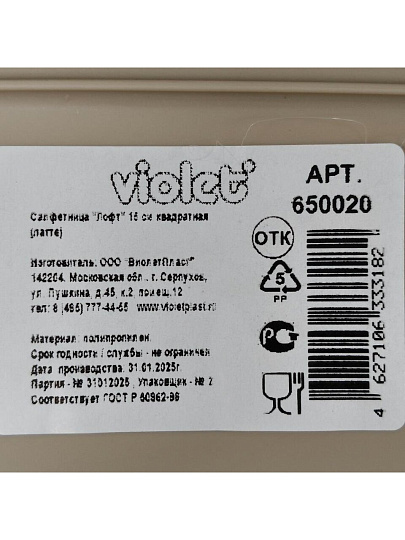 violet
АРТ.
650020
Салфетница "Лофт" 15 см квадратная
(латте)
ОТК
Изготовитель: ООО "ВиолетПласт"
142204, Московская обл., г. Серпухов,
ул. Пушкина, д.45, к.2, помещ.12
тел: 8 (495) 777-44-55 www.violetplast.ru
5
PP
Материал: полипропилен.
Срок годности / службы - не ограничен
Дата производства: 31.01.2025г
Партия - № 31012025 , Упаковщик - № 2
Соответствует ГОСТ Р 50962-96
4 627106 333182